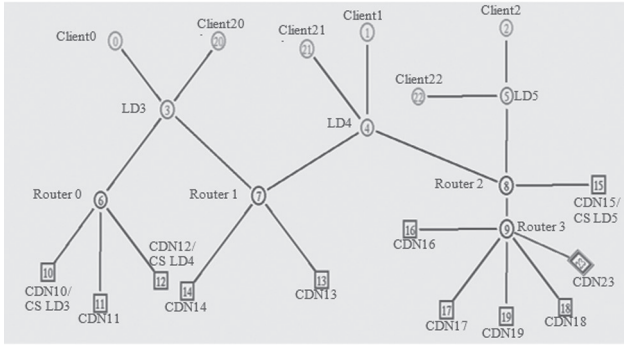 Client0
0
Client20
20
Client21
21
Client1
1
Client2
2
Client22
22
5
LD5
LD3
3
LD4
4
Router 0
6
Router 1
7
Router 2
8
15
CDN15/
CS LD5
16
CDN16
9
Router 3
CDN23
10
CDN10/
CS LD3
11
CDN11
CDN12/
CS LD4
12
14
CDN14
13
CDN13
17
CDN17
19
CDN19
18
CDN18